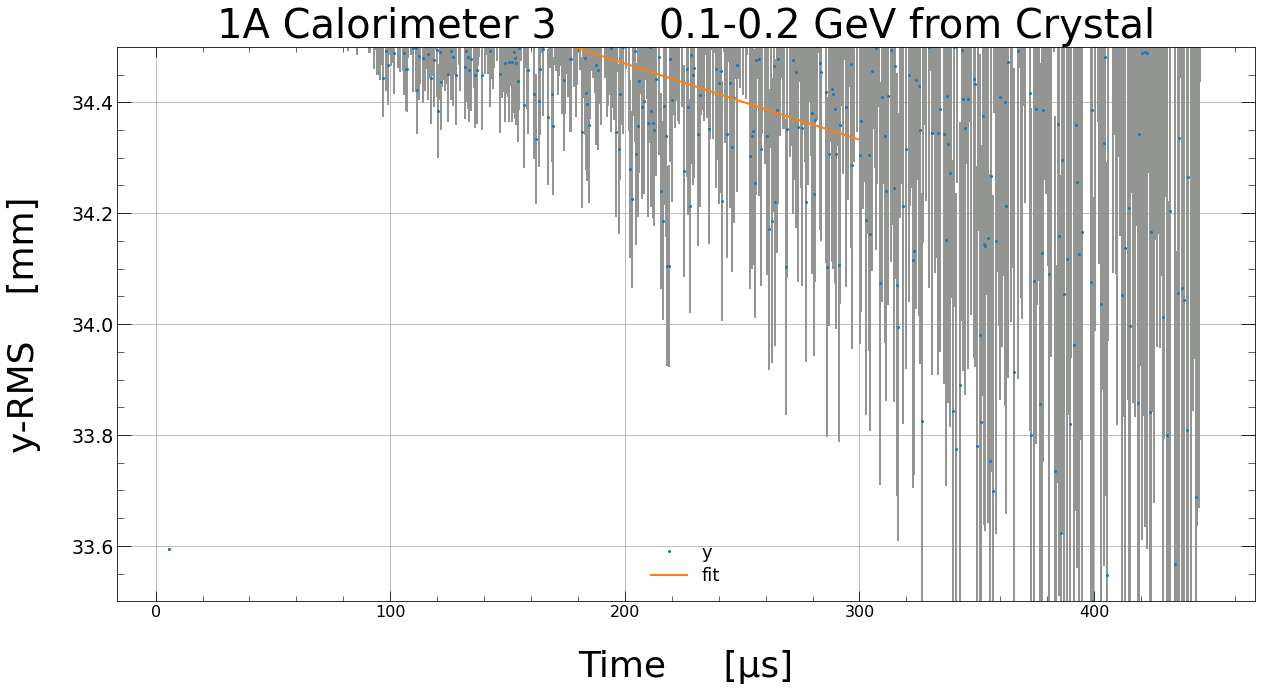 1A Calorimeter 3 0.1-0.2 GeV from Crystal
y-RMS [mm]
34.4
34.2
34.0
33.8
33.6
y
fit
0 100 200 300 400
Time [µs]